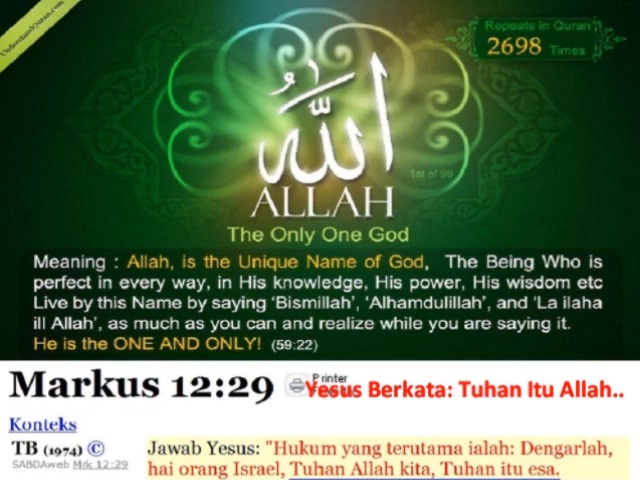 UnderstandQuran.com
Repeats in Quran
2698 Times
الله
1st of 99
ALLAH
The Only One God
Meaning : Allah, is the Unique Name of God, The Being Who is
perfect in every way, in His knowledge, His power, His wisdom etc
Live by this Name by saying 'Bismillah', 'Alhamdulillah', and 'La ilaha
ill Allah', as much as you can and realize while you are saying it.
He is the ONE AND ONLY! (59:22)
Markus 12:29
Printer
Yesus Berkata: Tuhan Itu Allah..
Konteks
TB (1974) ©
SABDAweb Mrk 12:29
Jawab Yesus: "Hukum yang terutama ialah: Dengarlah,
hai orang Israel, Tuhan Allah kita, Tuhan itu esa.